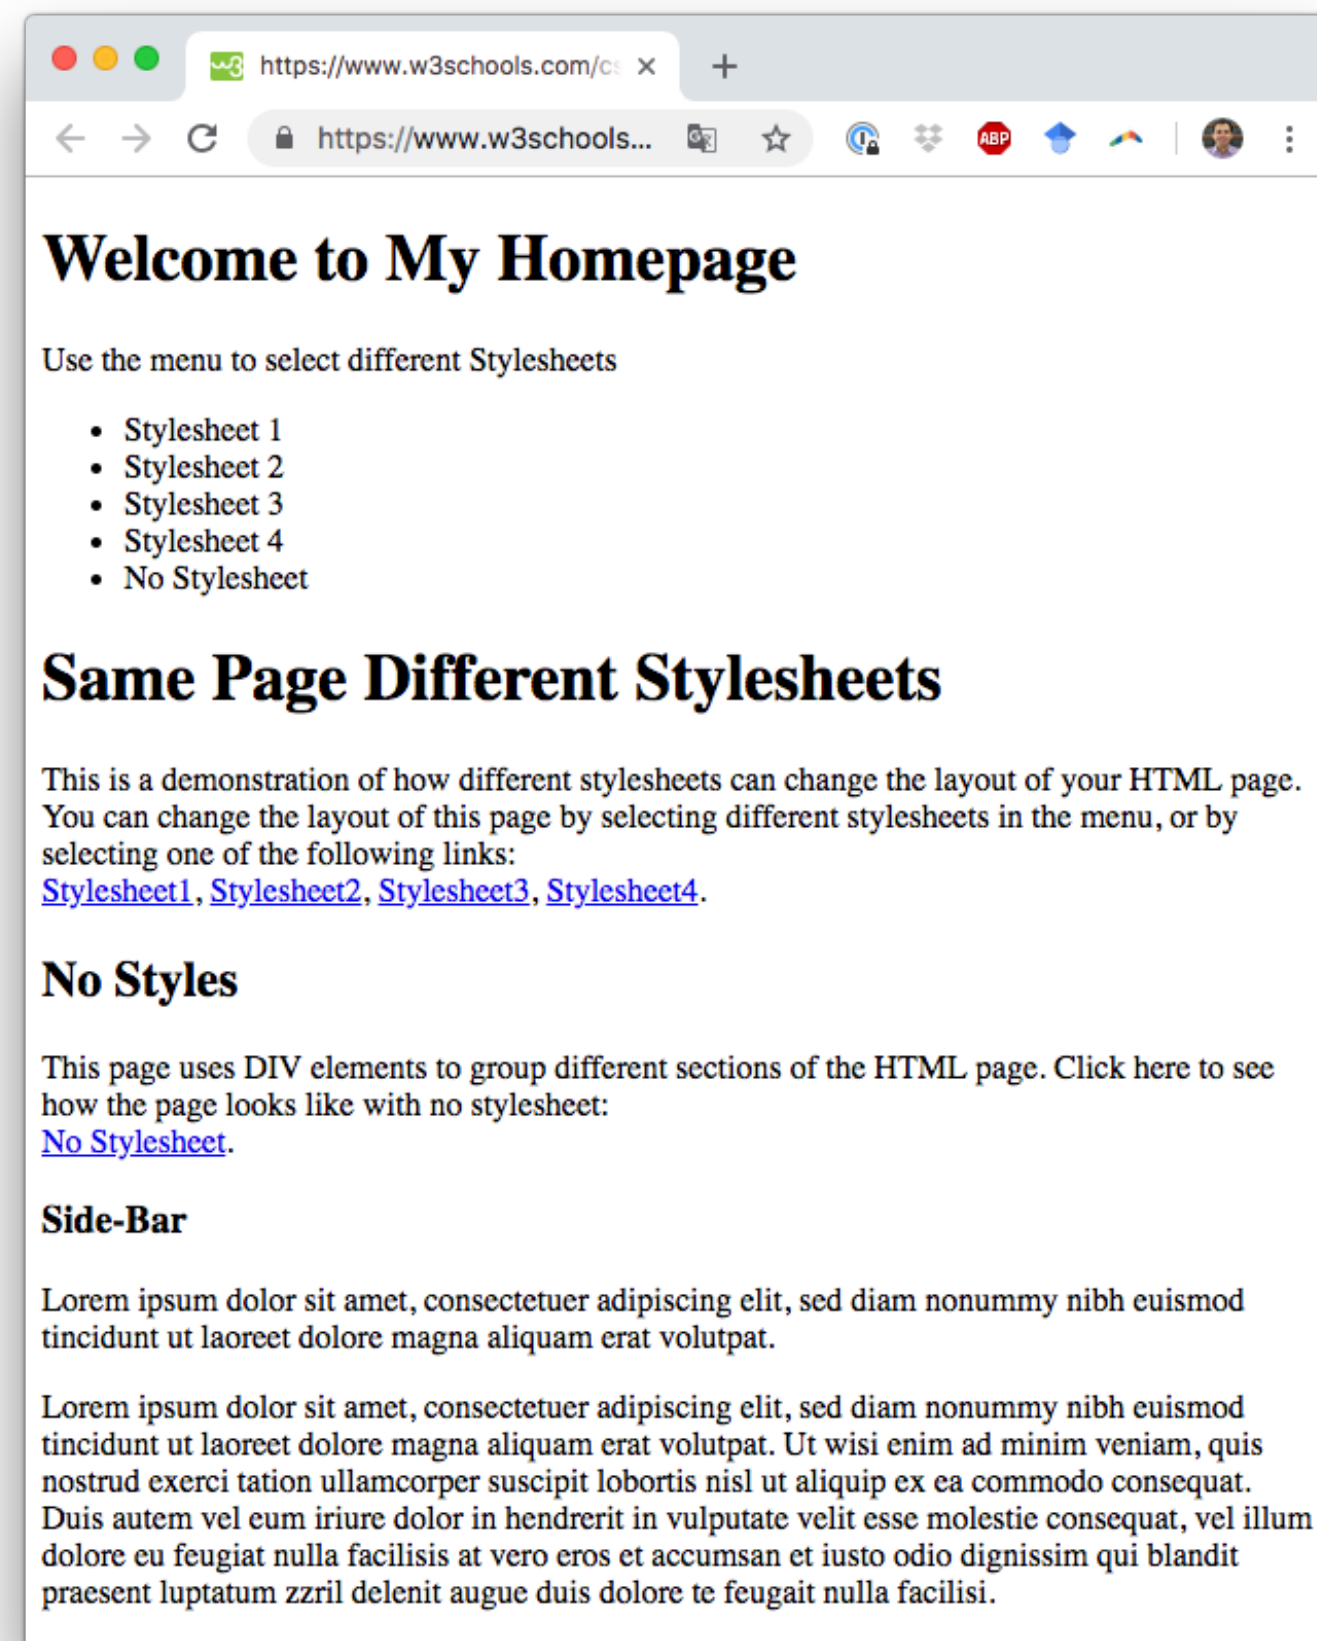 https://www.w3schools.com/cs
https://www.w3schools...
ABP
Welcome to My Homepage
Use the menu to select different Stylesheets
• Stylesheet 1
• Stylesheet 2
• Stylesheet 3
• Stylesheet 4
• No Stylesheet
Same Page Different Stylesheets
This is a demonstration of how different stylesheets can change the layout of your HTML page.
You can change the layout of this page by selecting different stylesheets in the menu, or by
selecting one of the following links:
Stylesheet1, Stylesheet2, Stylesheet3, Stylesheet4.
No Styles
This page uses DIV elements to group different sections of the HTML page. Click here to see
how the page looks like with no stylesheet:
No Stylesheet.
Side-Bar
Lorem ipsum dolor sit amet, consectetuer adipiscing elit, sed diam nonummy nibh euismod
tincidunt ut laoreet dolore magna aliquam erat volutpat.
Lorem ipsum dolor sit amet, consectetuer adipiscing elit, sed diam nonummy nibh euismod
tincidunt ut laoreet dolore magna aliquam erat volutpat. Ut wisi enim ad minim veniam, quis
nostrud exerci tation ullamcorper suscipit lobortis nisl ut aliquip ex ea commodo consequat.
Duis autem vel eum iriure dolor in hendrerit in vulputate velit esse molestie consequat, vel illum
dolore eu feugiat nulla facilisis at vero eros et accumsan et iusto odio dignissim qui blandit
praesent luptatum zzril delenit augue duis dolore te feugait nulla facilisi.